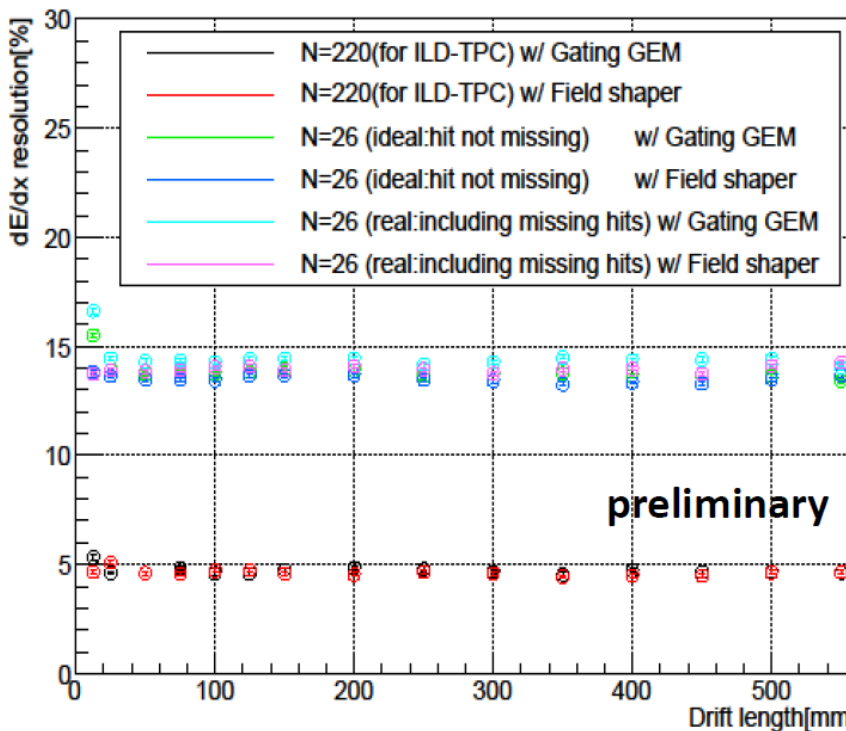 dE/dx resolution[%]
30
25
20
15
10
5
0
N=220(for ILD-TPC) w/ Gating GEM
N=220(for ILD-TPC) w/ Field shaper
N=26 (ideal:hit not missing) w/ Gating GEM
N=26 (ideal:hit not missing) w/ Field shaper
N=26 (real:including missing hits) w/ Gating GEM
N=26 (real:including missing hits) w/ Field shaper
preliminary
0 100 200 300 400 500
Drift length[mm